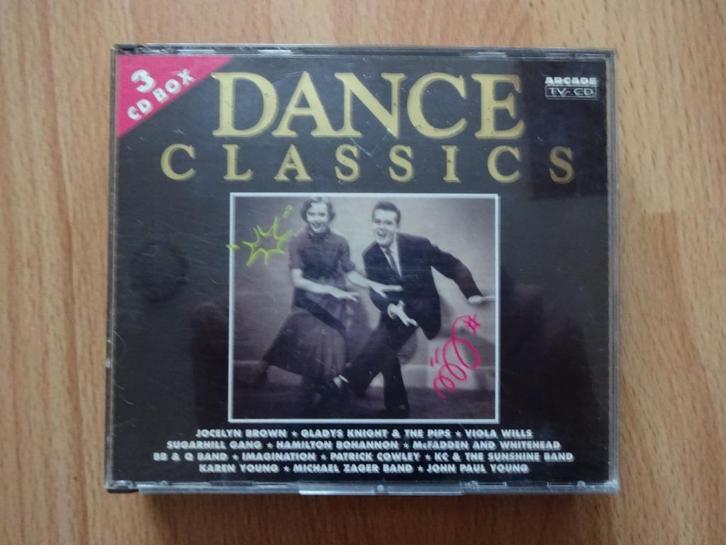 3
CD BOX
DANCE
CLASSICS
ARCADE
TV-CD
JOCELYN BROWN ★ GLADYS KNIGHT & THE PIPS ★ VIOLA WILLS
SUGARHILL GANG ★ HAMILTON BOHANNON ★ McFADDEN AND WHITEHEAD
BB & Q BAND ★ IMAGINATION ★ PATRICK COWLEY ★ KC & THE SUNSHINE BAND
KAREN YOUNG ★ MICHAEL ZAGER BAND ★ JOHN PAUL YOUNG